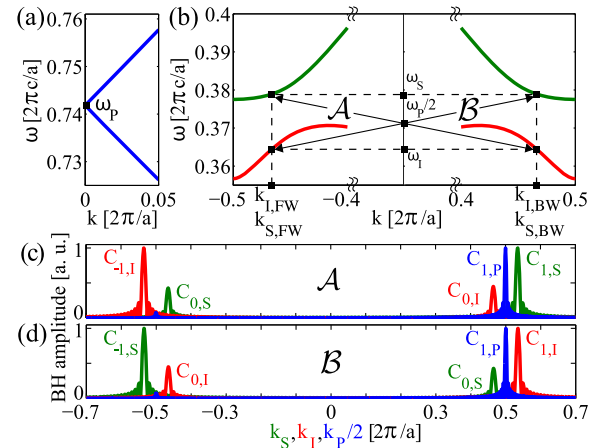 (a)
(b)
0.76
0.75
0.74
0.73
ω [2πc/a]
ω_P
0
0.05
k [2π/a]
0.4
0.39
0.38
0.37
0.36
ω [2πc/a]
ω_S
ω_P/2
ω_I
A
B
−0.5
−0.4
0.4
0.5
k [2π/a]
k_I,FW
k_S,FW
k_I,BW
k_S,BW
(c)
1
C_-1,I
C_0,S
A
C_0,I
C_1,P
C_1,S
BH amplitude [a. u.]
(d)
1
C_-1,S
C_0,I
B
C_0,S
C_1,P
C_1,I
−0.7
−0.5
−0.3
0
0.3
0.5
0.7
k_S,k_I,k_P/2 [2π/a]